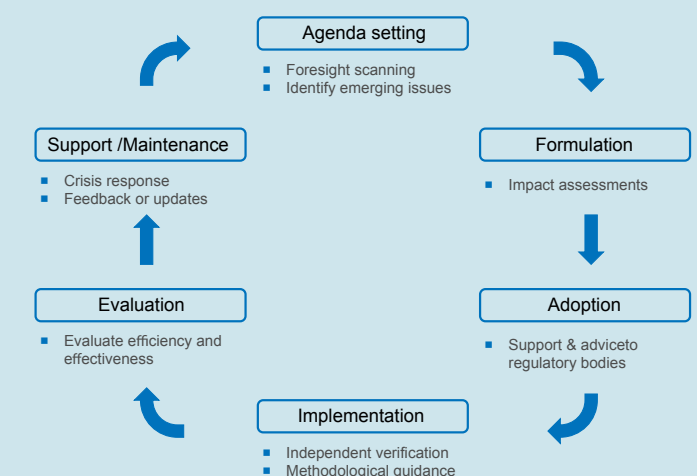 Agenda setting
Foresight scanning
Identify emerging issues
Formulation
Impact assessments
Adoption
Support & adviceto
regulatory bodies
Implementation
Independent verification
Methodological guidance
Evaluation
Evaluate efficiency and
effectiveness
Support /Maintenance
Crisis response
Feedback or updates